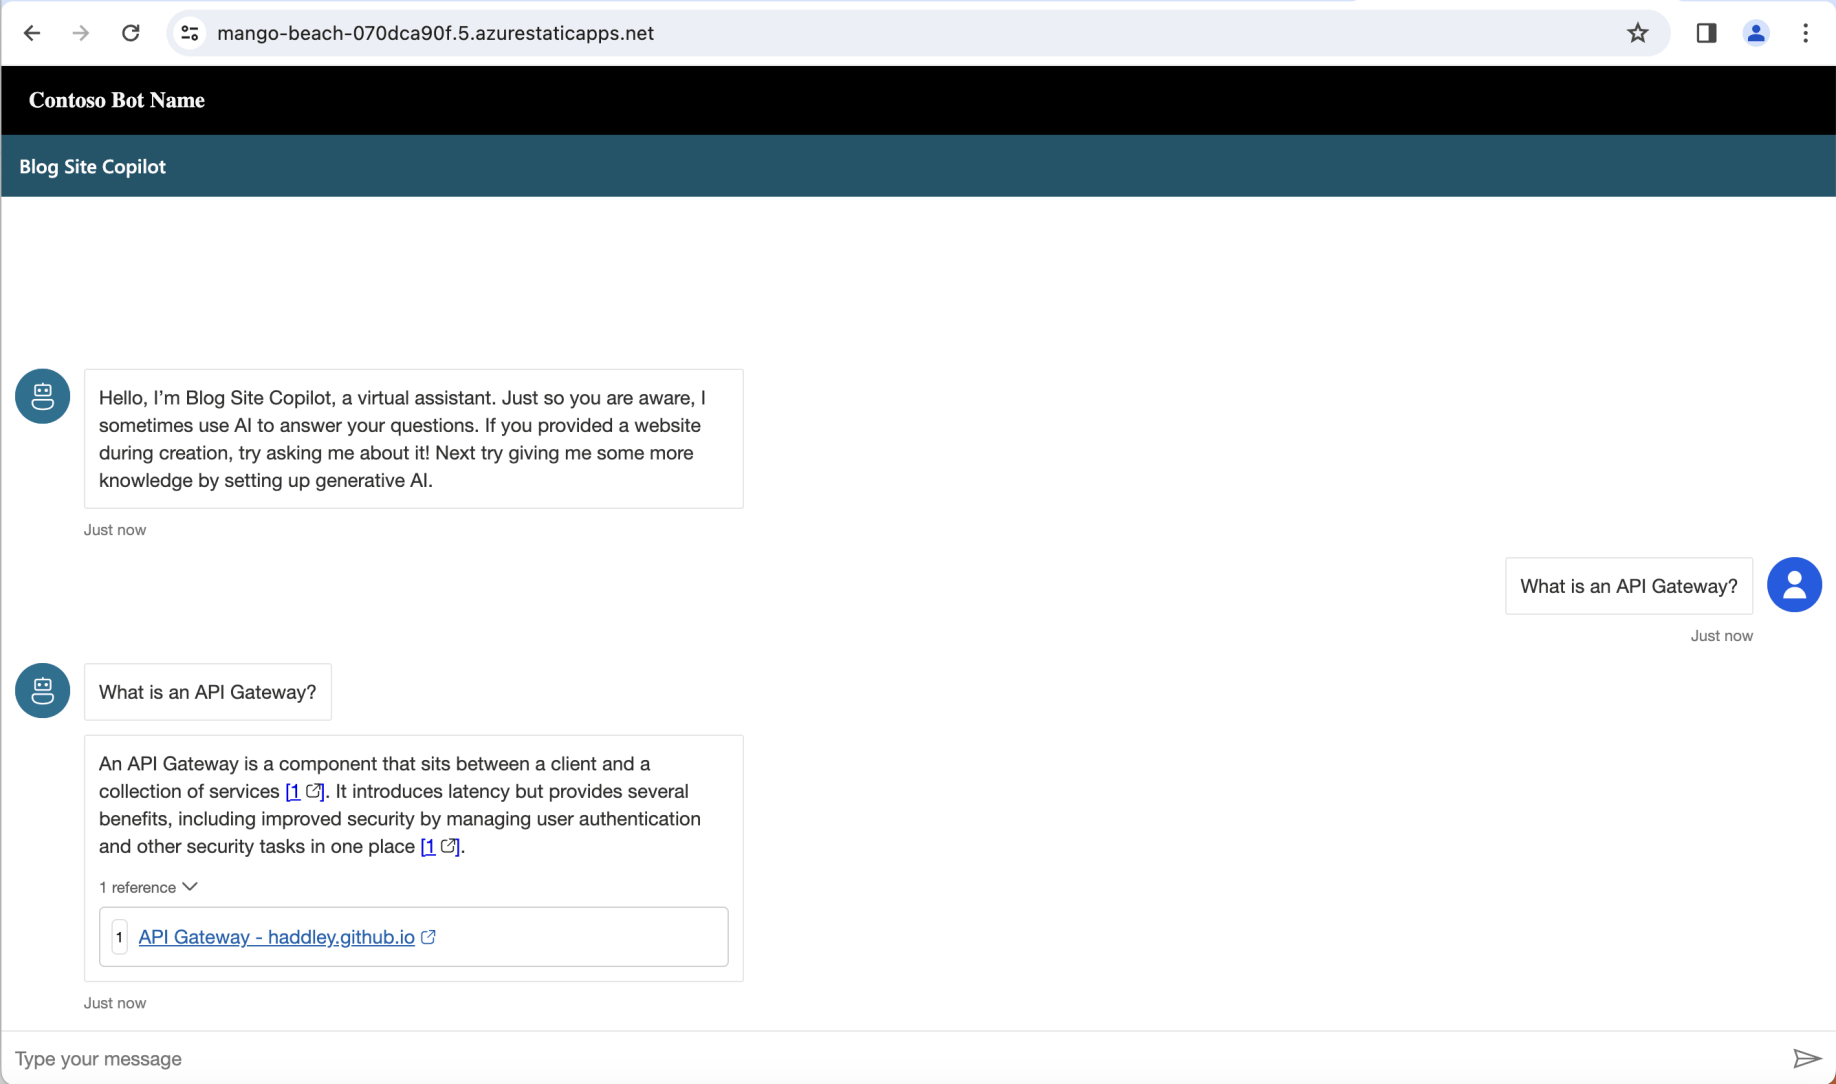 mango-beach-070dca90f.5.azurestaticapps.net
Contoso Bot Name
Blog Site Copilot
Hello, I’m Blog Site Copilot, a virtual assistant. Just so you are aware, I
sometimes use AI to answer your questions. If you provided a website
during creation, try asking me about it! Next try giving me some more
knowledge by setting up generative AI.
Just now
What is an API Gateway?
Just now
What is an API Gateway?
An API Gateway is a component that sits between a client and a
collection of services [1]. It introduces latency but provides several
benefits, including improved security by managing user authentication
and other security tasks in one place [1].
1 reference
1 API Gateway - haddley.github.io
Just now
Type your message